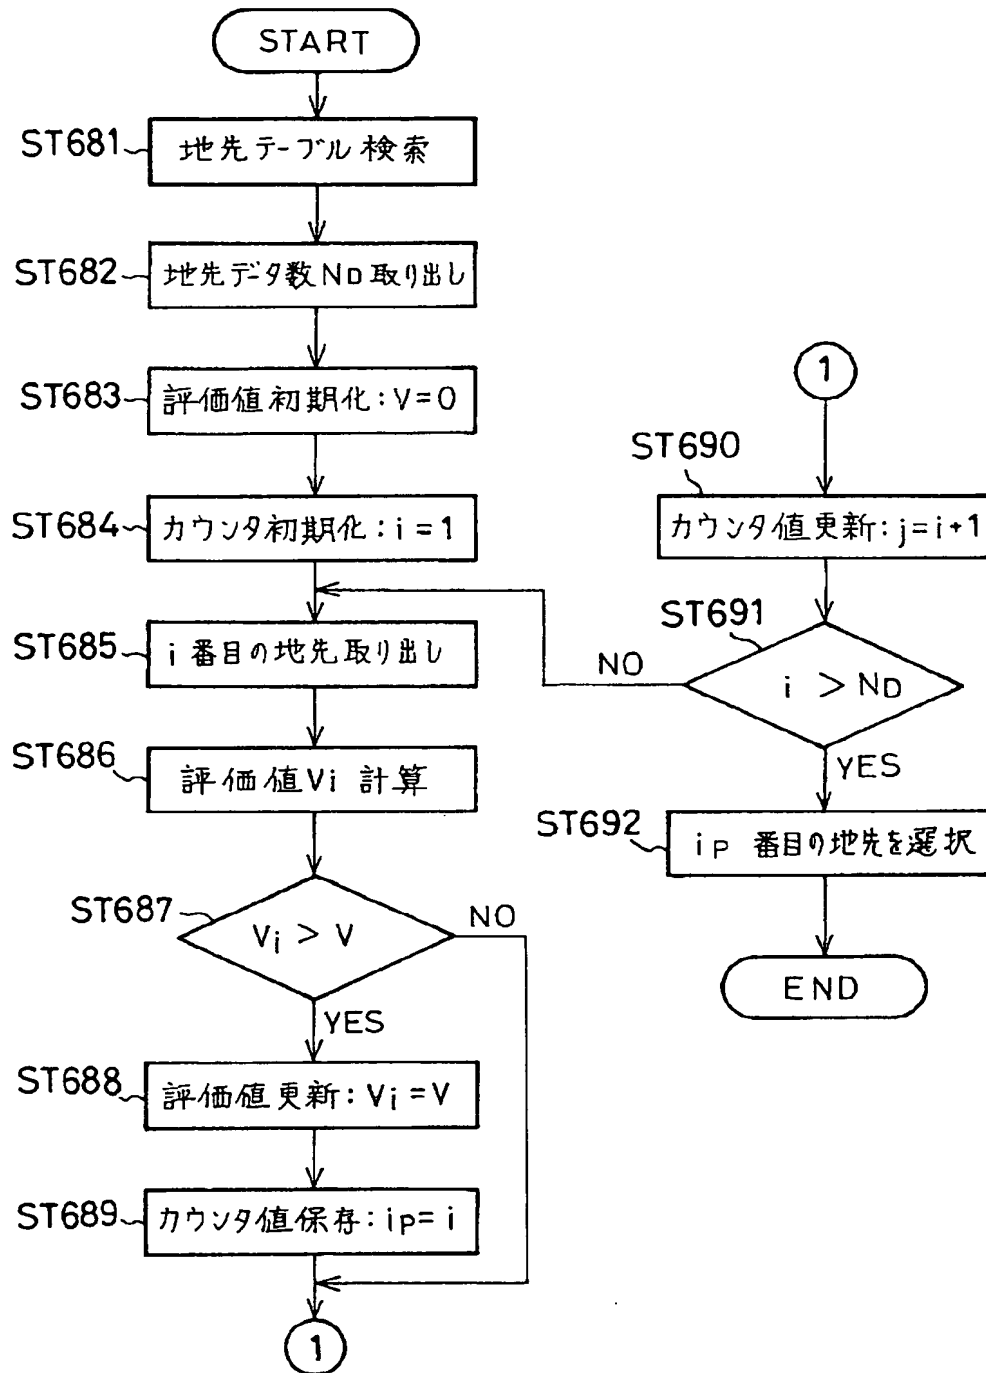 START
ST681
地先テーブル検索
ST682
地先データ数ND取り出し
ST683
評価値初期化:V=0
ST684
カウンタ初期化:i=1
ST685
i番目の地先取り出し
ST686
評価値Vi計算
ST687
Vi > V
NO
YES
ST688
評価値更新:Vi=V
ST689
カウンタ値保存:iP=i
1
1
ST690
カウンタ値更新:j=i+1
ST691
i > ND
NO
YES
ST692
iP 番目の地先を選択
END